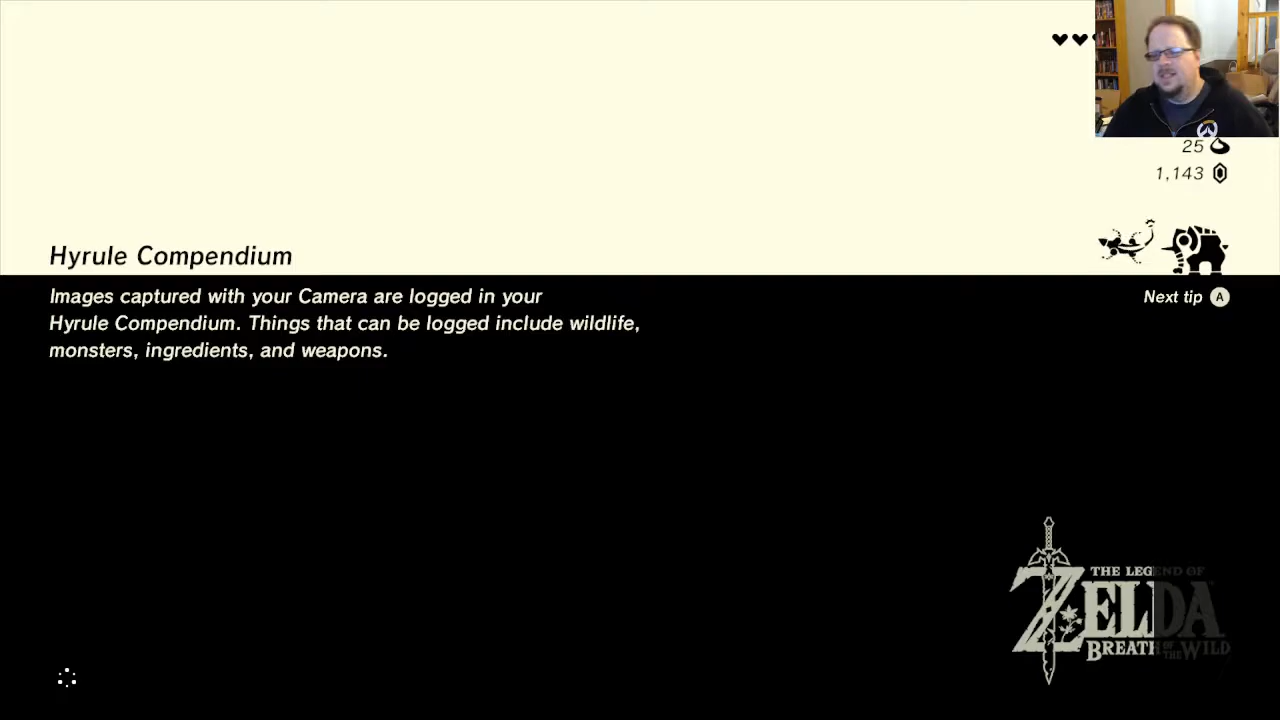 25
1,143
Hyrule Compendium
Images captured with your Camera are logged in your
Hyrule Compendium. Things that can be logged include wildlife,
monsters, ingredients, and weapons.
Next tip A
THE LEGEND OF
ZELDA
BREATH OF THE WILD